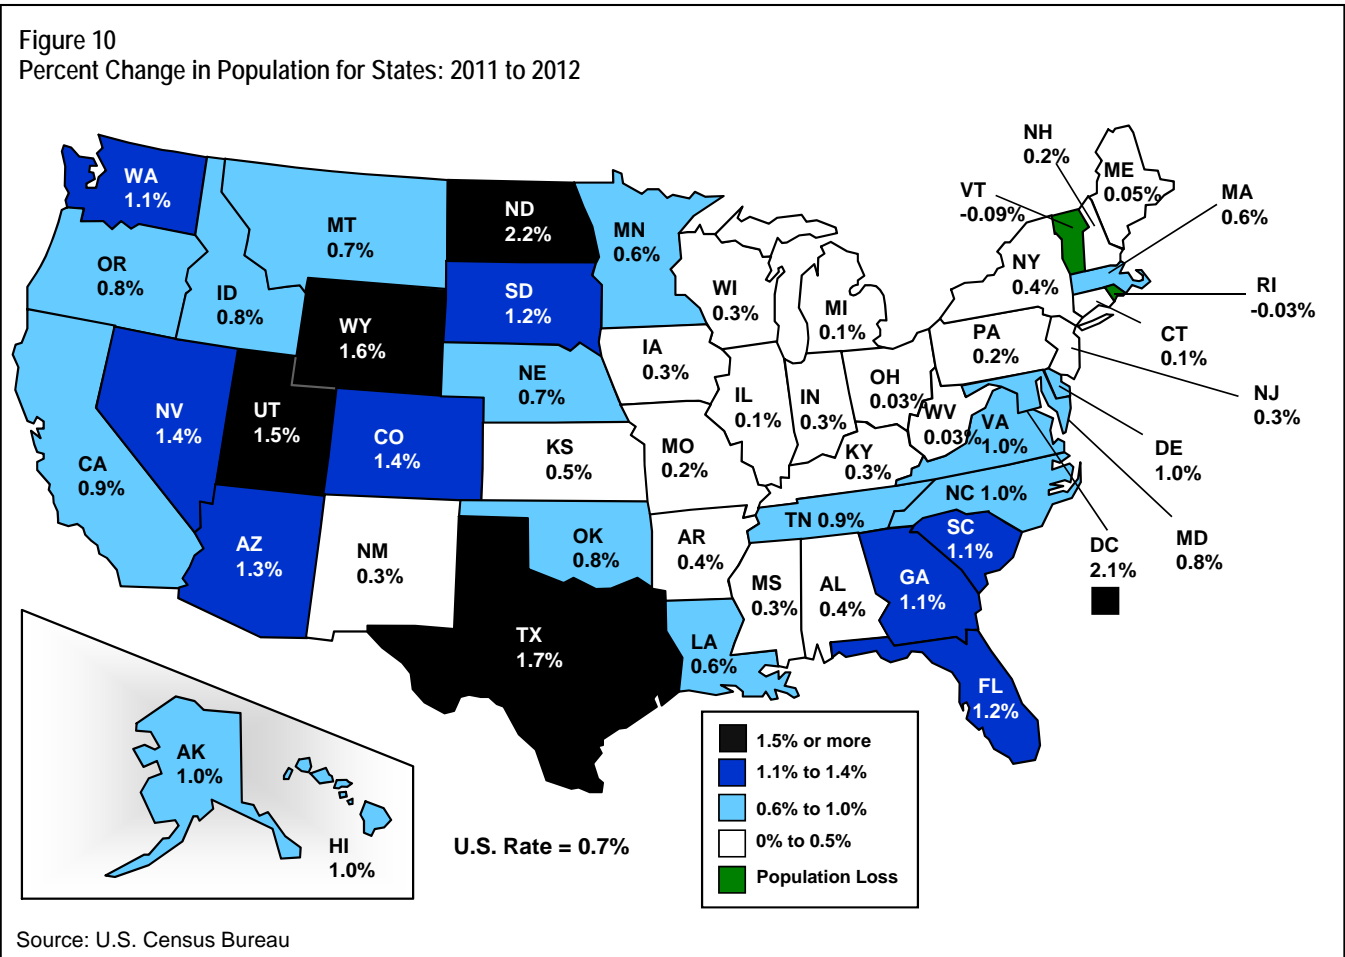 Figure 10
Percent Change in Population for States: 2011 to 2012
NH
0.2%
ME
0.05%
VT
-0.09%
MA
0.6%
WA
1.1%
MT
0.7%
ND
2.2%
MN
0.6%
OR
0.8%
ID
0.8%
SD
1.2%
WI
0.3%
MI
0.1%
NY
0.4%
RI
-0.03%
WY
1.6%
IA
0.3%
PA
0.2%
CT
0.1%
NE
0.7%
NV
1.4%
UT
1.5%
CO
1.4%
IL
0.1%
IN
0.3%
OH
0.03%
WV
0.03%
VA
1.0%
NJ
0.3%
CA
0.9%
KS
0.5%
MO
0.2%
KY
0.3%
DE
1.0%
NC 1.0%
TN 0.9%
AZ
1.3%
NM
0.3%
OK
0.8%
AR
0.4%
SC
1.1%
DC
2.1%
MD
0.8%
MS
0.3%
AL
0.4%
GA
1.1%
TX
1.7%
LA
0.6%
FL
1.2%
AK
1.0%
HI
1.0%
1.5% or more
1.1% to 1.4%
0.6% to 1.0%
0% to 0.5%
Population Loss
U.S. Rate = 0.7%
Source: U.S. Census Bureau